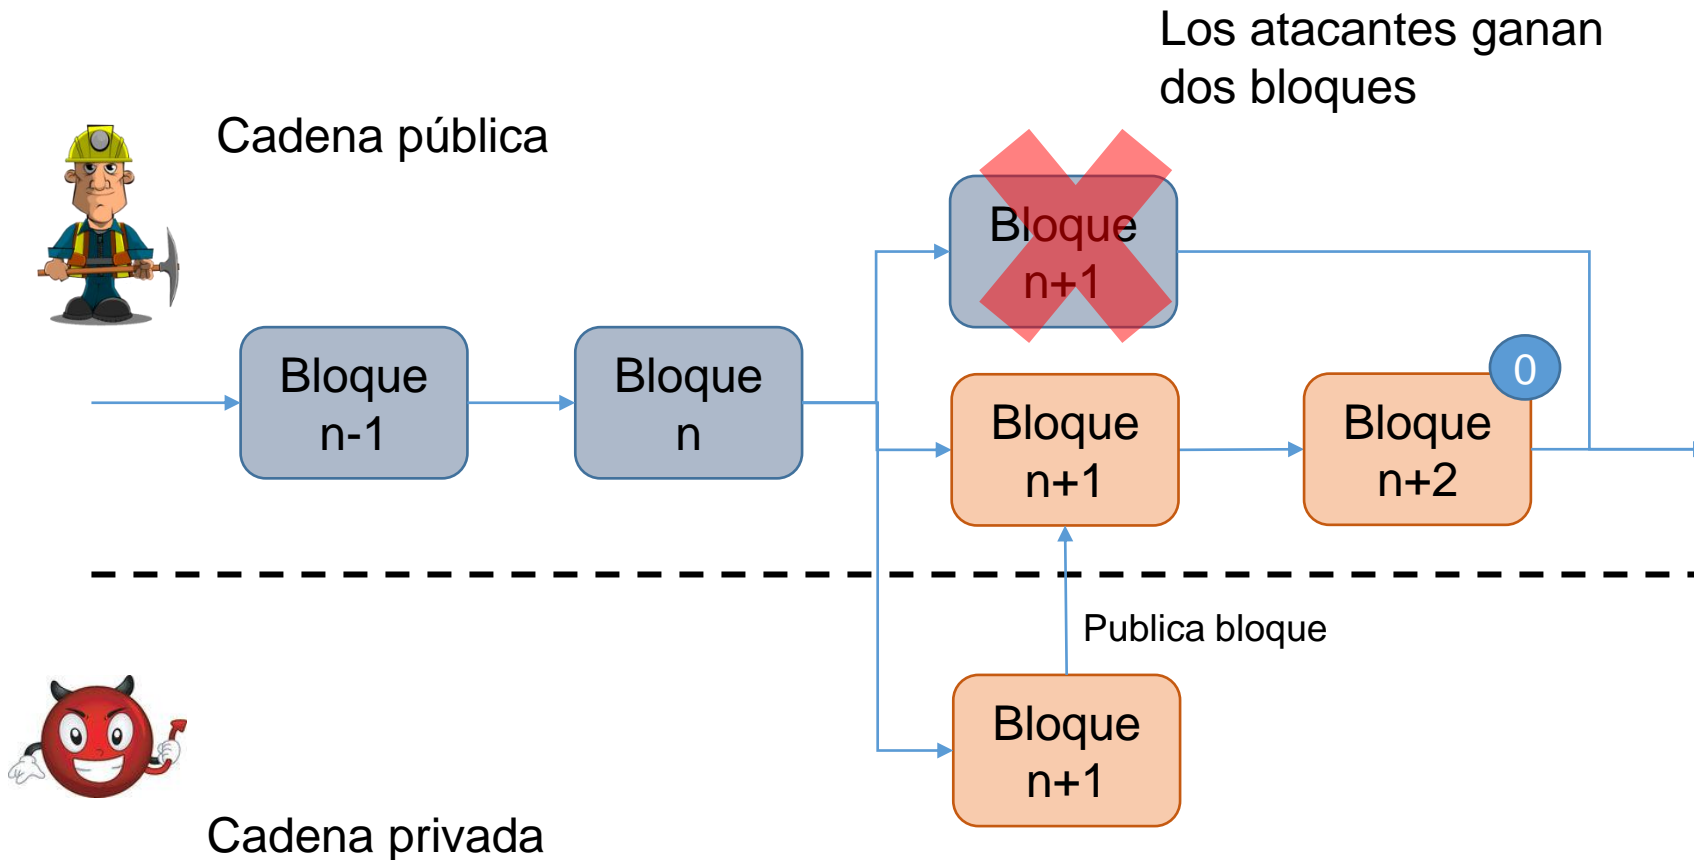 Los atacantes ganan
dos bloques
Cadena pública
Bloque
n+1
Bloque
n-1
Bloque
n
Bloque
n+1
Bloque
n+2
0
Publica bloque
Bloque
n+1
Cadena privada